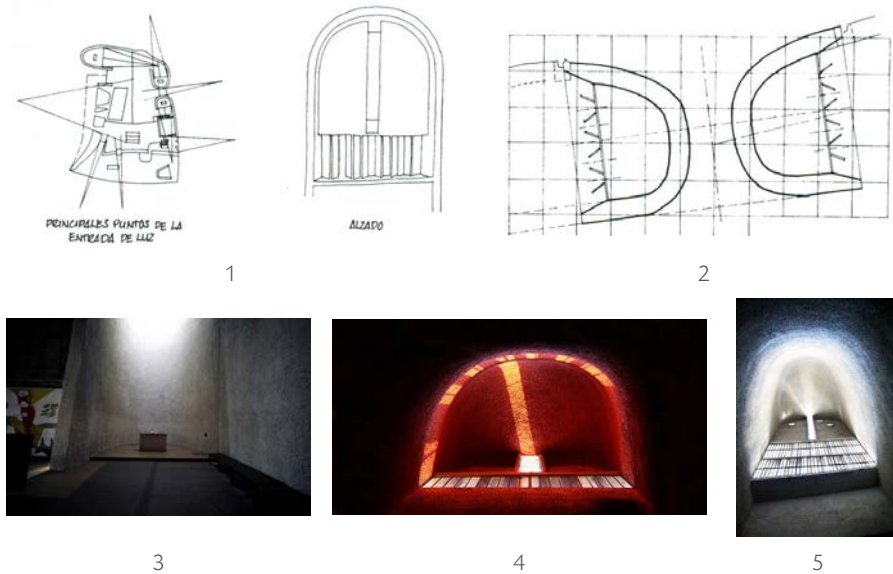 PRINCIPALES PUNTOS DE LA
ENTRADA DE LUZ
ALZADO
1
2
3
4
5